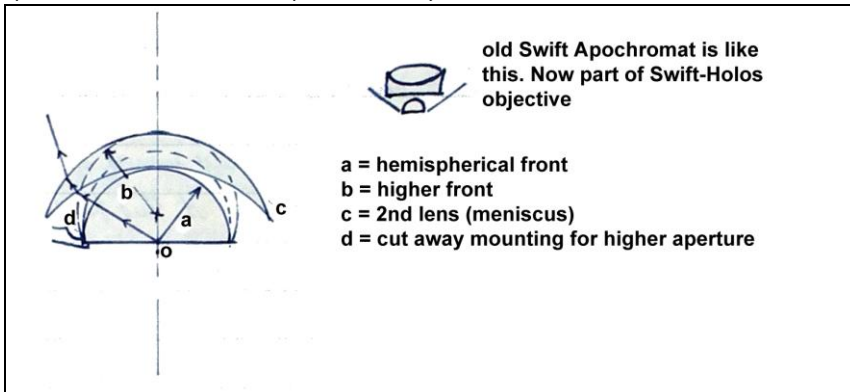 old Swift Apochromat is like
this. Now part of Swift-Holos
objective
a = hemispherical front
b = higher front
c = 2nd lens (meniscus)
d = cut away mounting for higher aperture
b
a
c
d
o